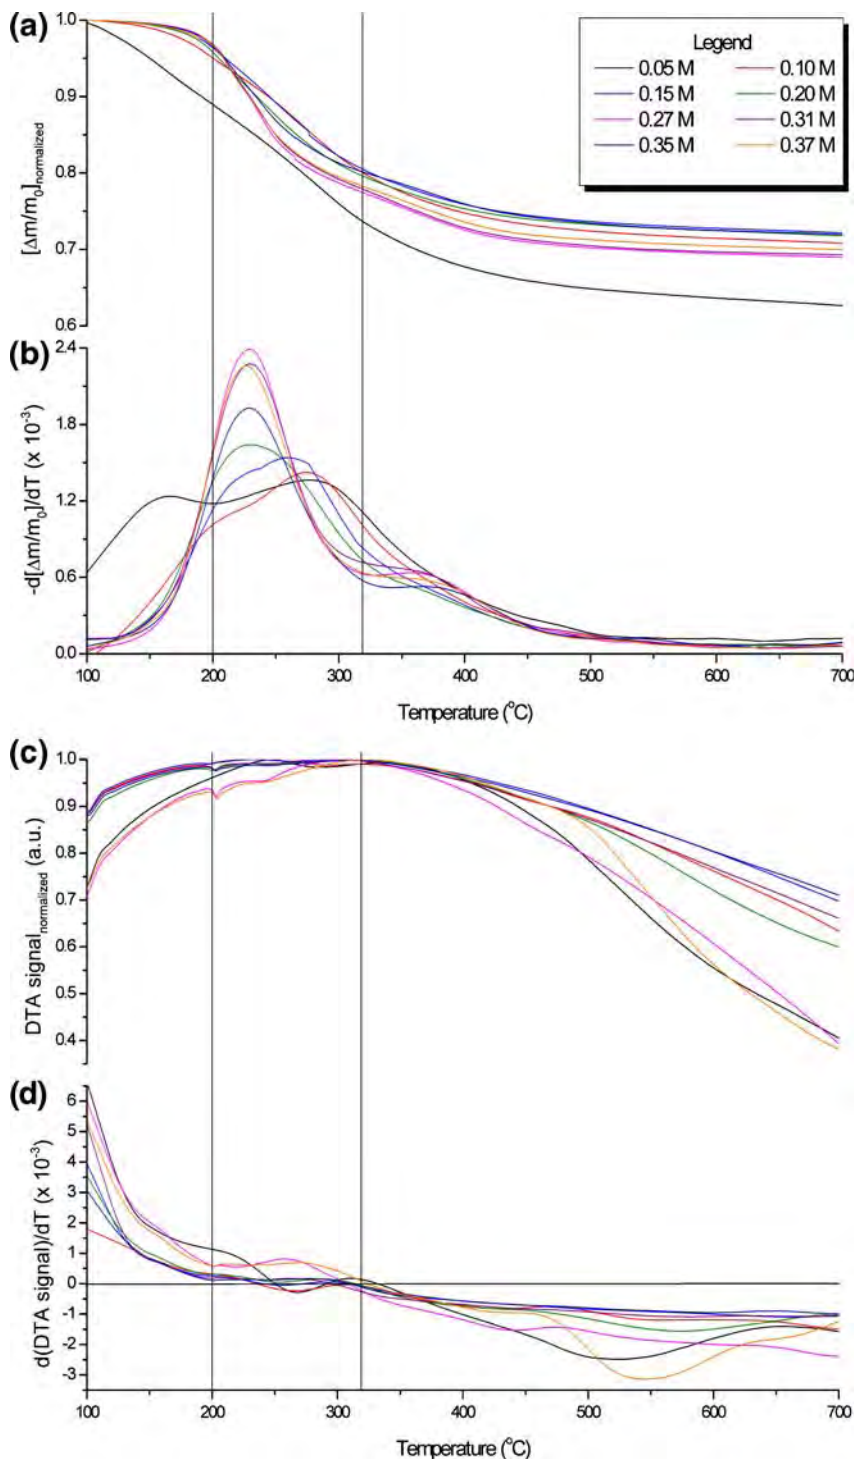 (a)
1.0
0.9
0.8
0.7
0.6
[Δm/m0]normalized
Legend
0.05 M 0.10 M
0.15 M 0.20 M
0.27 M 0.31 M
0.35 M 0.37 M
(b)
2.4
1.8
1.2
0.6
0.0
-d[Δm/m0]/dT (x 10-3)
100 200 300 400 500 600 700
Temperature (oC)
(c)
1.0
0.9
0.8
0.7
0.6
0.5
0.4
DTA signalnormalized (a.u.)
(d)
6
5
4
3
2
1
0
-1
-2
-3
d(DTA signal)/dT (x 10-3)
100 200 300 400 500 600 700
Temperature (oC)